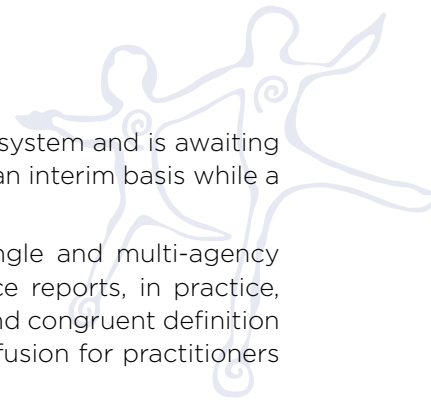 system and is awaiting
an interim basis while a
ngle and multi-agency
ce reports, in practice,
nd congruent definition
fusion for practitioners